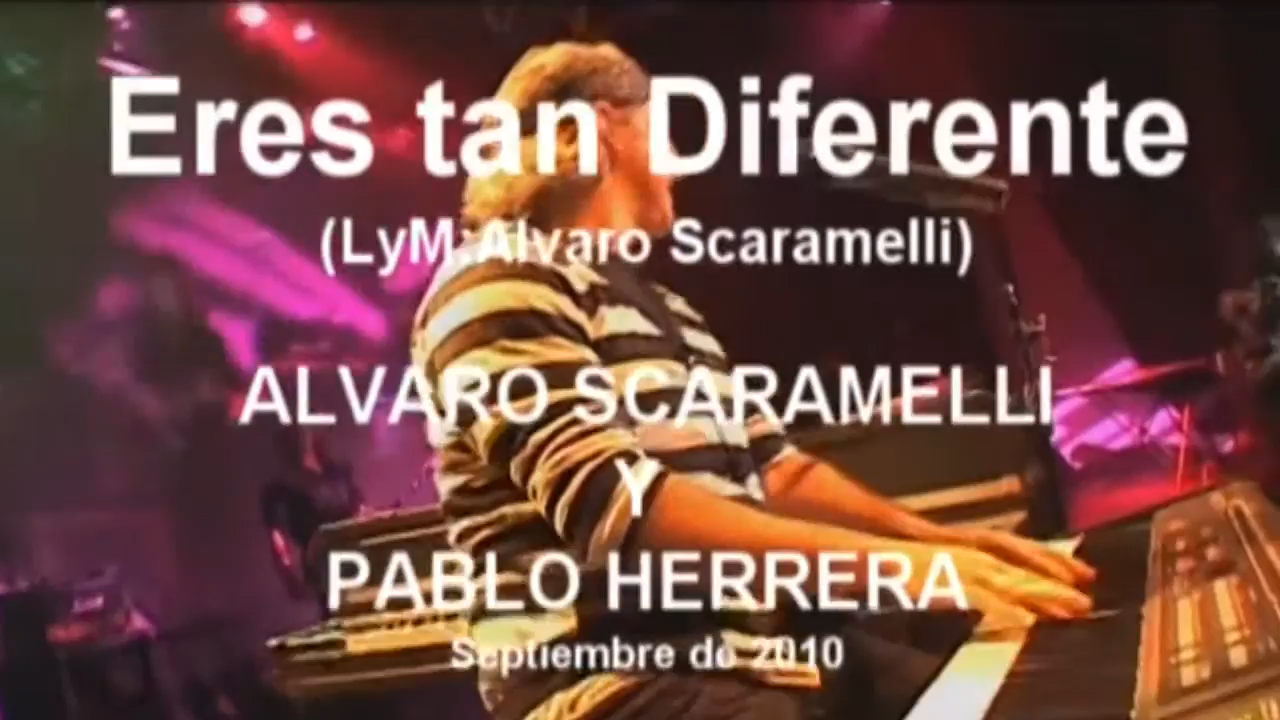 Eres tan Diferente
(LyM:Alvaro Scaramelli)
ALVARO SCARAMELLI
Y
PABLO HERRERA
Septiembre de 2010